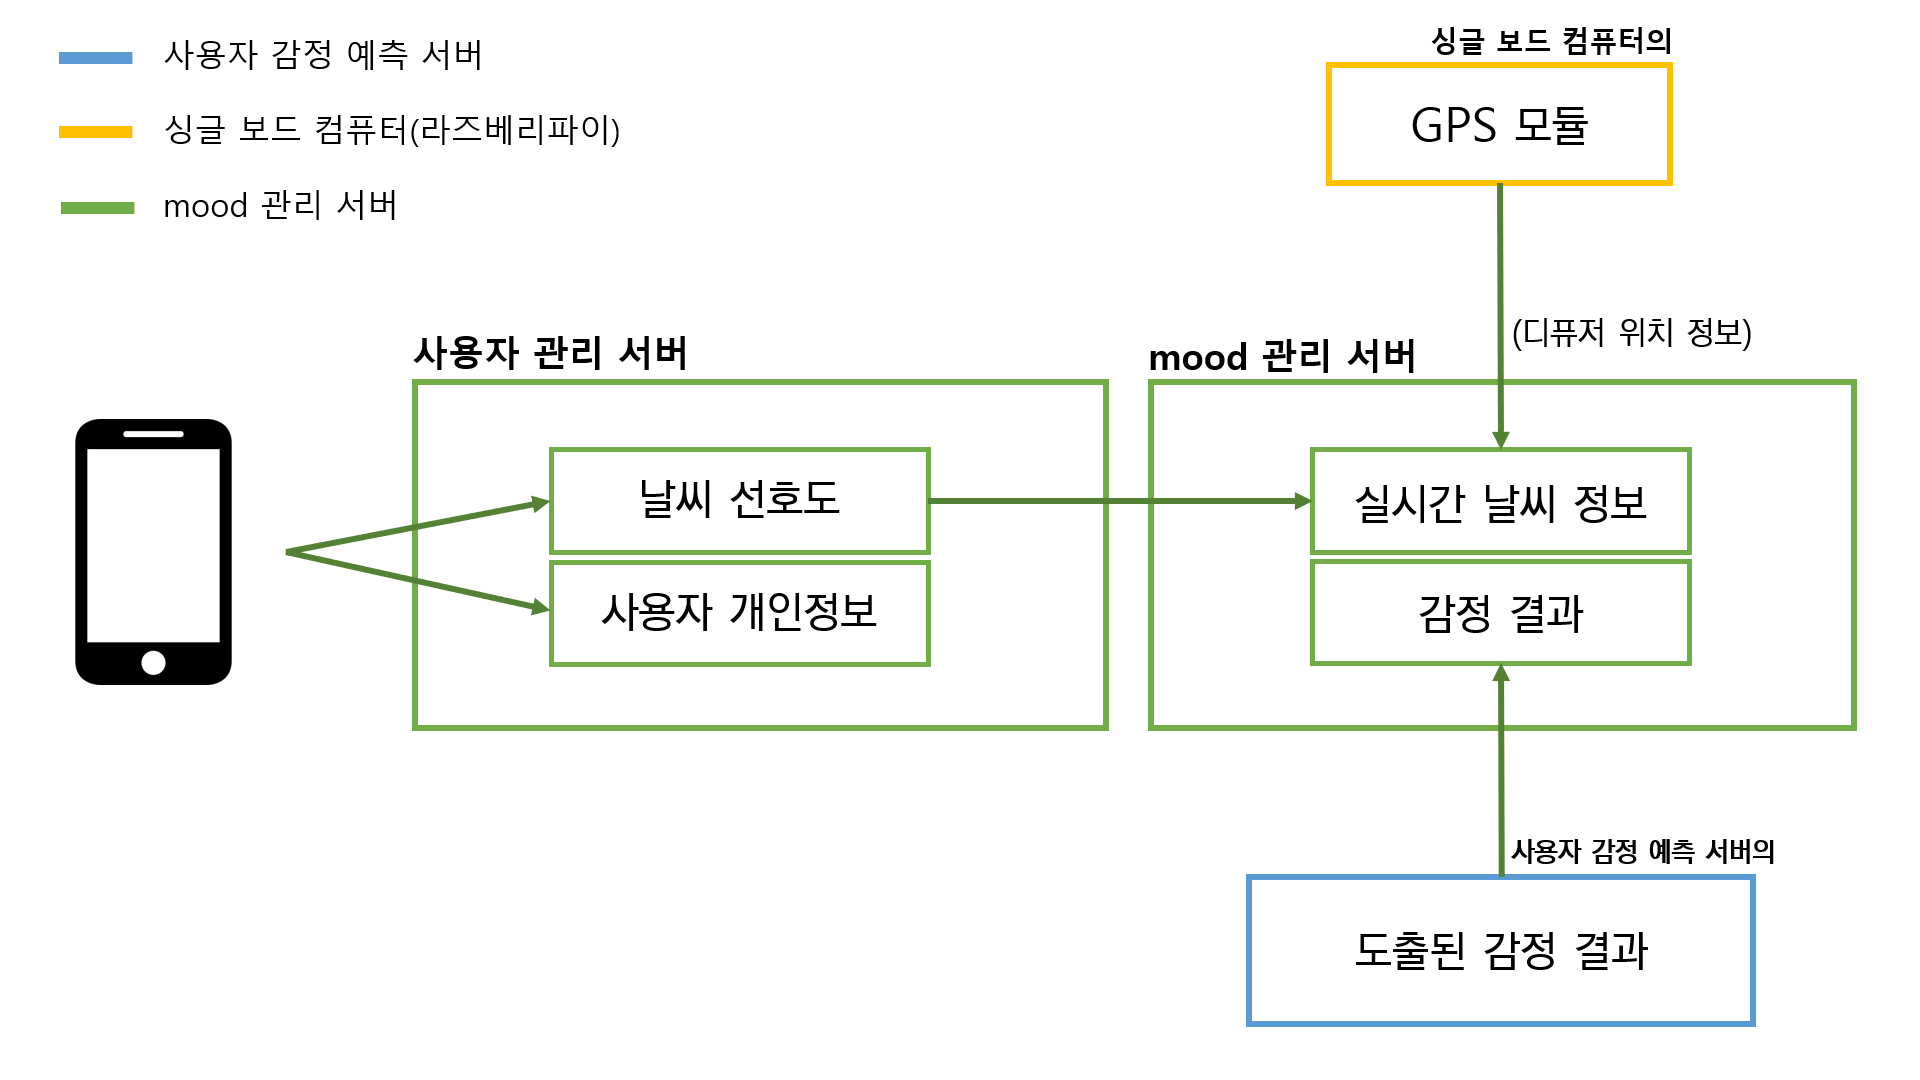 사용자 감정 예측 서버
싱글 보드 컴퓨터(라즈베리파이)
mood 관리 서버
싱글 보드 컴퓨터의
GPS 모듈
(디퓨저 위치 정보)
사용자 관리 서버
날씨 선호도
사용자 개인정보
mood 관리 서버
실시간 날씨 정보
감정 결과
사용자 감정 예측 서버의
도출된 감정 결과